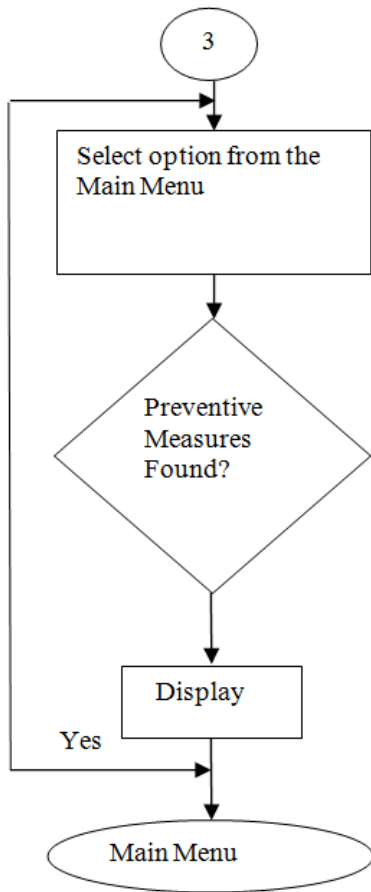 3
Select option from the
Main Menu
Preventive
Measures
Found?
Display
Yes
Main Menu